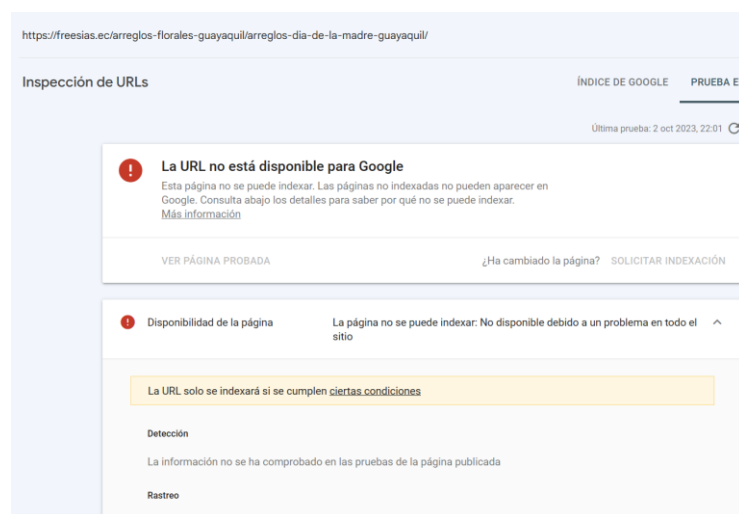 https://freesias.ec/arreglos-florales-guayaquil/arreglos-dia-de-la-madre-guayaquil/
Inspección de URLs
ÍNDICE DE GOOGLE PRUEBA E
Última prueba: 2 oct 2023, 22:01
La URL no está disponible para Google
Esta página no se puede indexar. Las páginas no indexadas no pueden aparecer en
Google. Consulta abajo los detalles para saber por qué no se puede indexar.
Más información
VER PÁGINA PROBADA ¿Ha cambiado la página? SOLICITAR INDEXACIÓN
Disponibilidad de la página
La página no se puede indexar: No disponible debido a un problema en todo el
sitio
La URL solo se indexará si se cumplen ciertas condiciones
Detección
La información no se ha comprobado en las pruebas de la página publicada
Rastreo